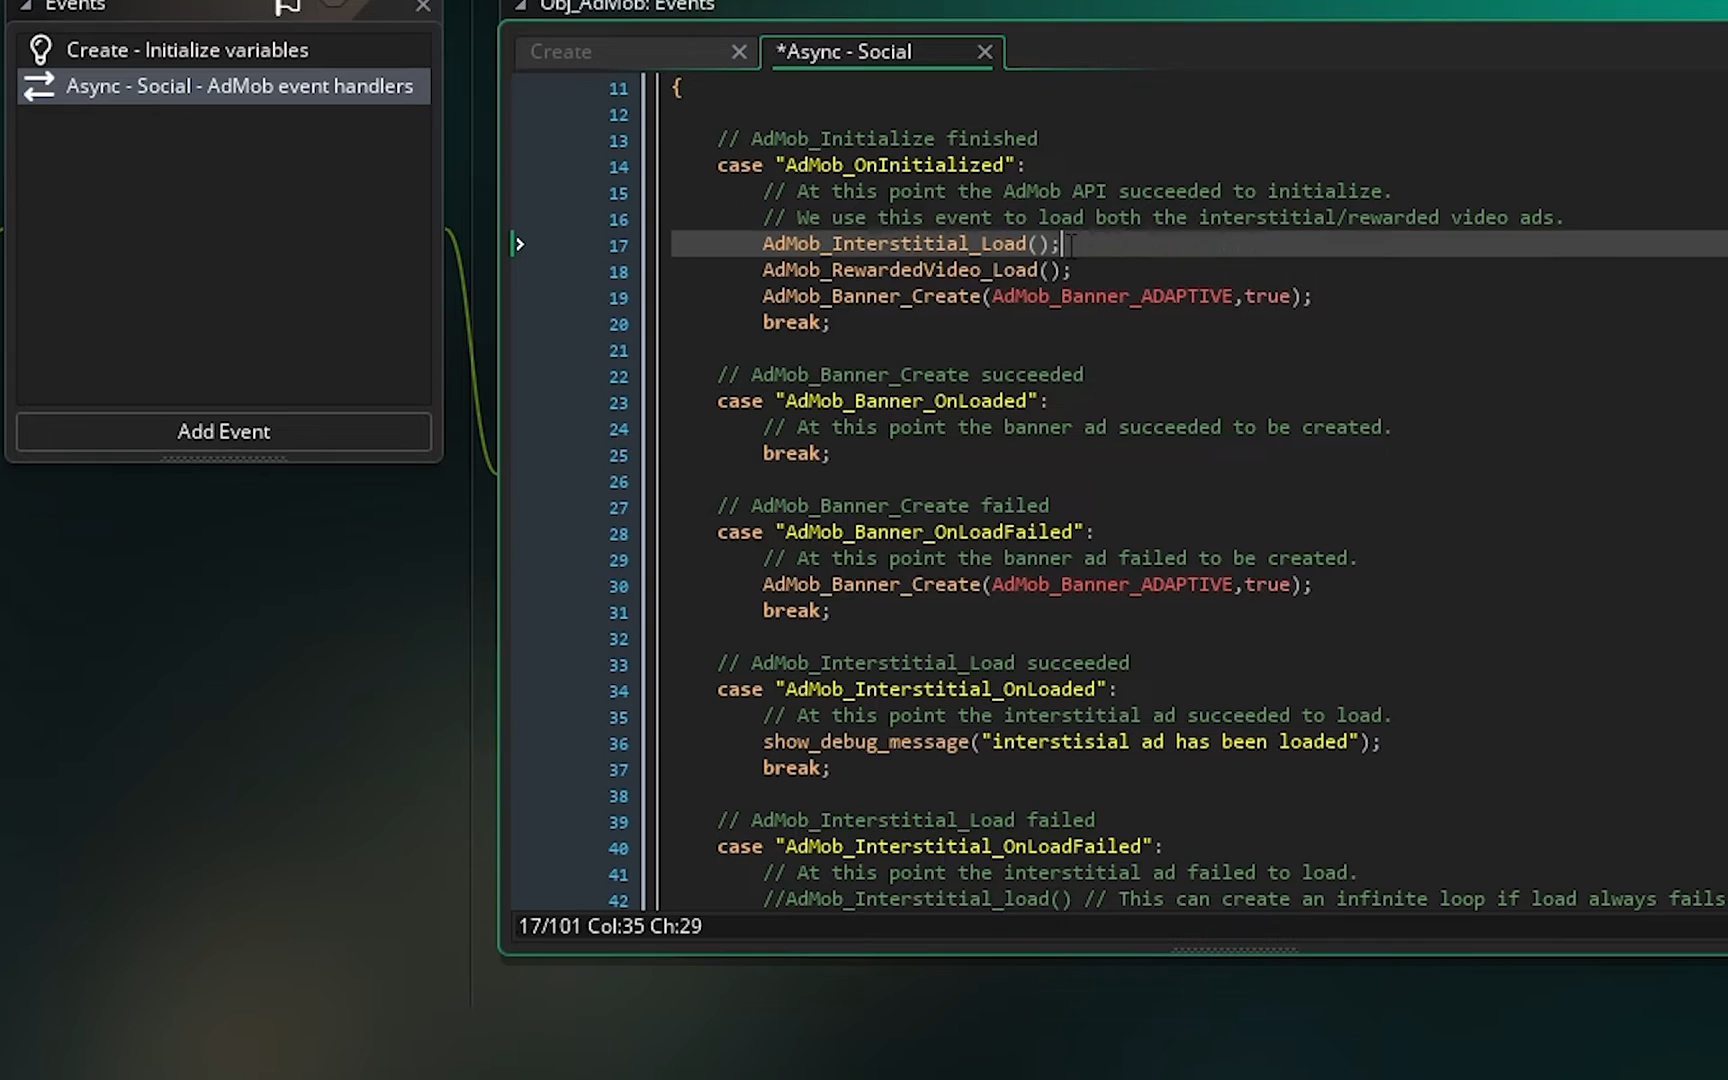 Events
Create - Initialize variables
Async - Social - AdMob event handlers
Add Event
Obj_AdMob: Events
Create
*Async - Social
11 {
12
13 // AdMob_Initialize finished
14 case "AdMob_OnInitialized":
15 // At this point the AdMob API succeeded to initialize.
16 // We use this event to load both the interstitial/rewarded video ads.
17 AdMob_Interstitial_Load();
18 AdMob_RewardedVideo_Load();
19 AdMob_Banner_Create(AdMob_Banner_ADAPTIVE,true);
20 break;
21
22 // AdMob_Banner_Create succeeded
23 case "AdMob_Banner_OnLoaded":
24 // At this point the banner ad succeeded to be created.
25 break;
26
27 // AdMob_Banner_Create failed
28 case "AdMob_Banner_OnLoadFailed":
29 // At this point the banner ad failed to be created.
30 AdMob_Banner_Create(AdMob_Banner_ADAPTIVE,true);
31 break;
32
33 // AdMob_Interstitial_Load succeeded
34 case "AdMob_Interstitial_OnLoaded":
35 // At this point the interstitial ad succeeded to load.
36 show_debug_message("interstisial ad has been loaded");
37 break;
38
39 // AdMob_Interstitial_Load failed
40 case "AdMob_Interstitial_OnLoadFailed":
41 // At this point the interstitial ad failed to load.
42 //AdMob_Interstitial_load() // This can create an infinite loop if load always fails
17/101 Col:35 Ch:29